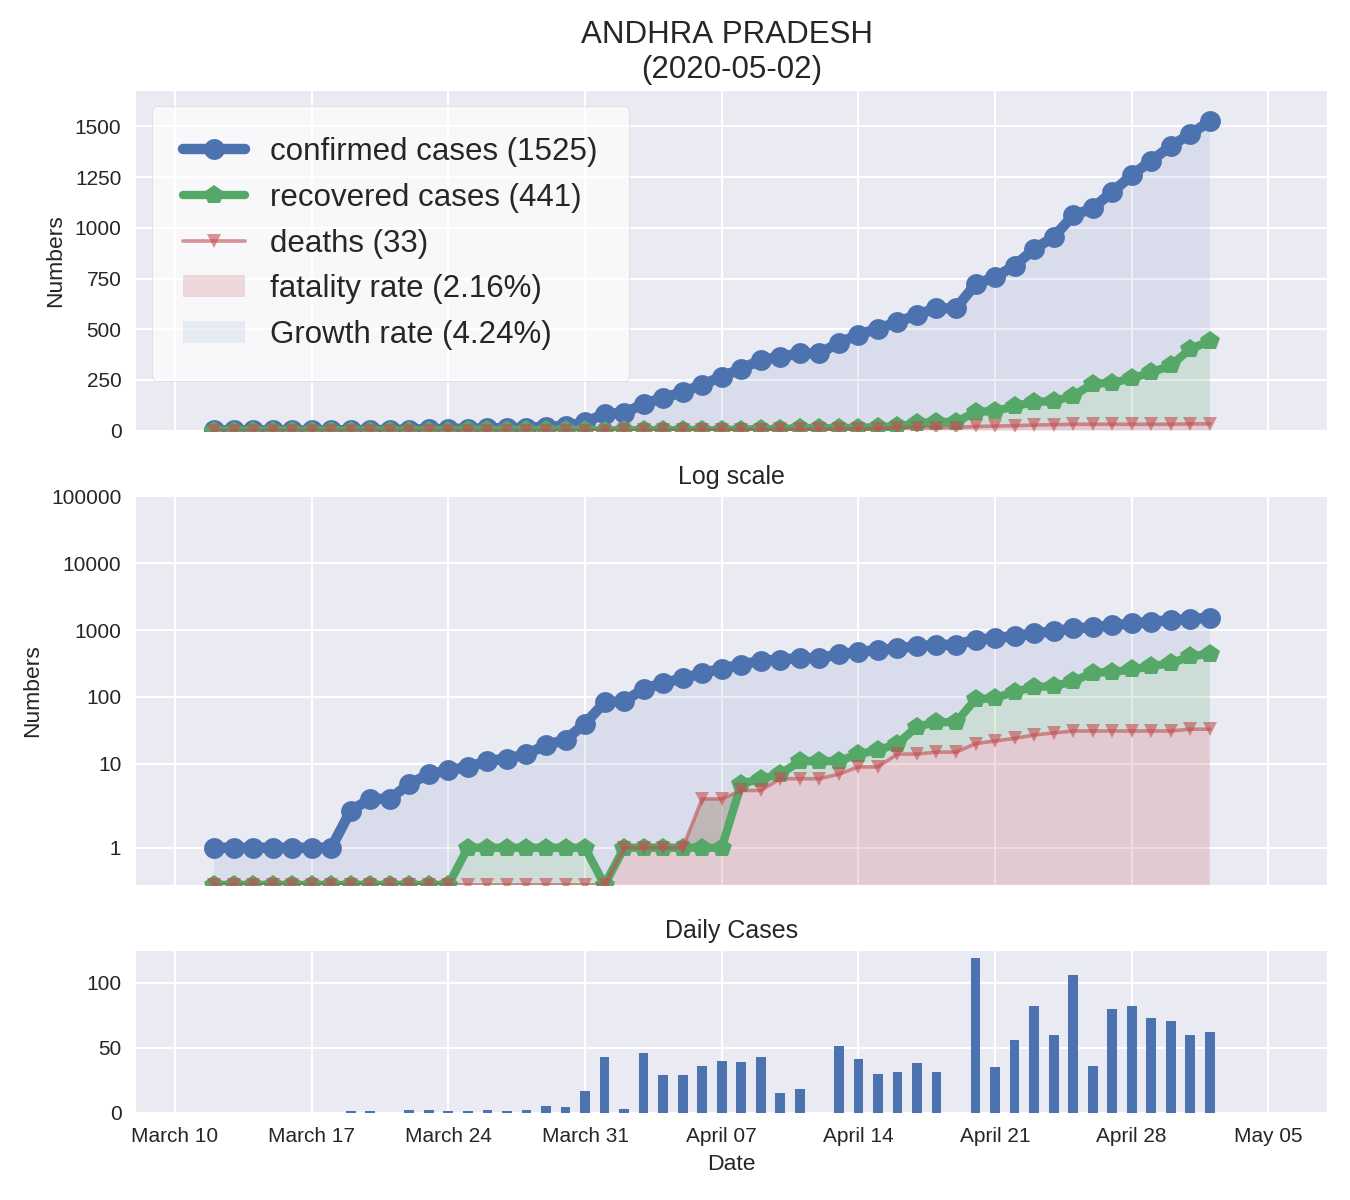 ANDHRA PRADESH
(2020-05-02)
1500
1250
1000
750
500
250
0
Numbers
confirmed cases (1525)
recovered cases (441)
deaths (33)
fatality rate (2.16%)
Growth rate (4.24%)
Log scale
100000
10000
1000
100
10
1
Numbers
Daily Cases
100
50
0
March 10 March 17 March 24 March 31 April 07 April 14 April 21 April 28 May 05
Date